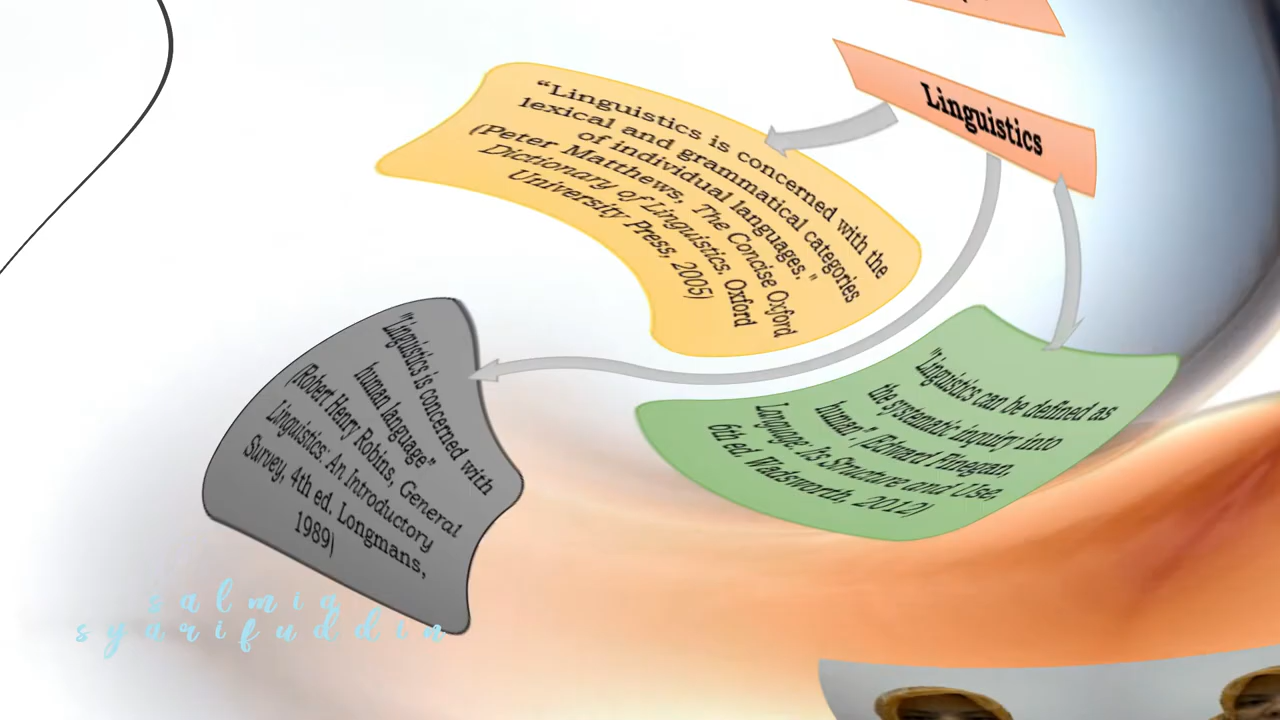 Linguistics
“Linguistics is concerned with the
lexical and grammatical categories
of individual languages."
(Peter Matthews, The Concise Oxford
Dictionary of Linguistics. Oxford
University Press, 2005)
"Linguistics is concerned with
human language"
(Robert Henry Robins, General
Linguistics: An Introductory
Survey, 4th ed. Longmans,
1989)
"Linguistics can be defined as
the systematic inquiry into
human". (Edward Finegan,
Language: Its Structure and Use,
6th ed. Wadsworth, 2012)
salmia
syarifuddin